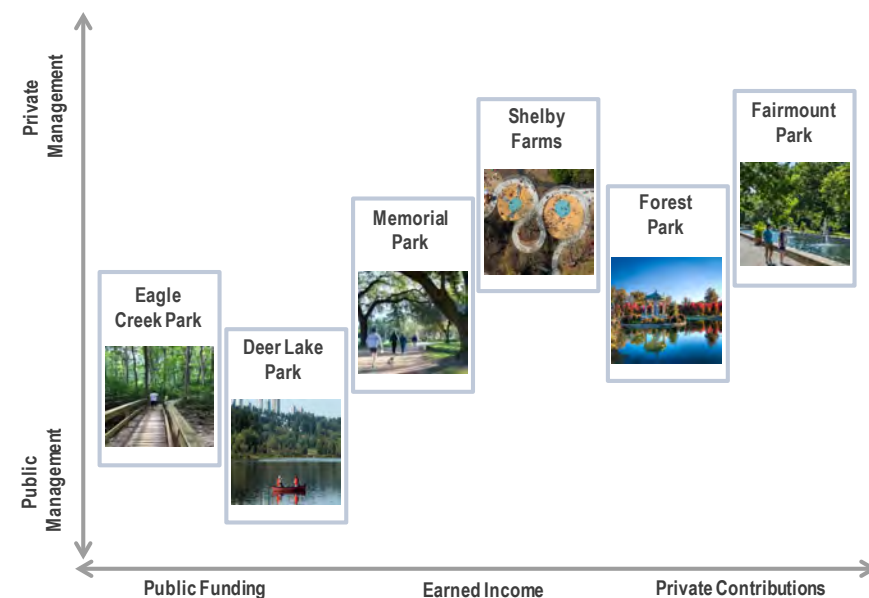 Private
Management
Public
Management
Eagle
Creek Park
Deer Lake
Park
Memorial
Park
Shelby
Farms
Forest
Park
Fairmount
Park
Public Funding
Earned Income
Private Contributions